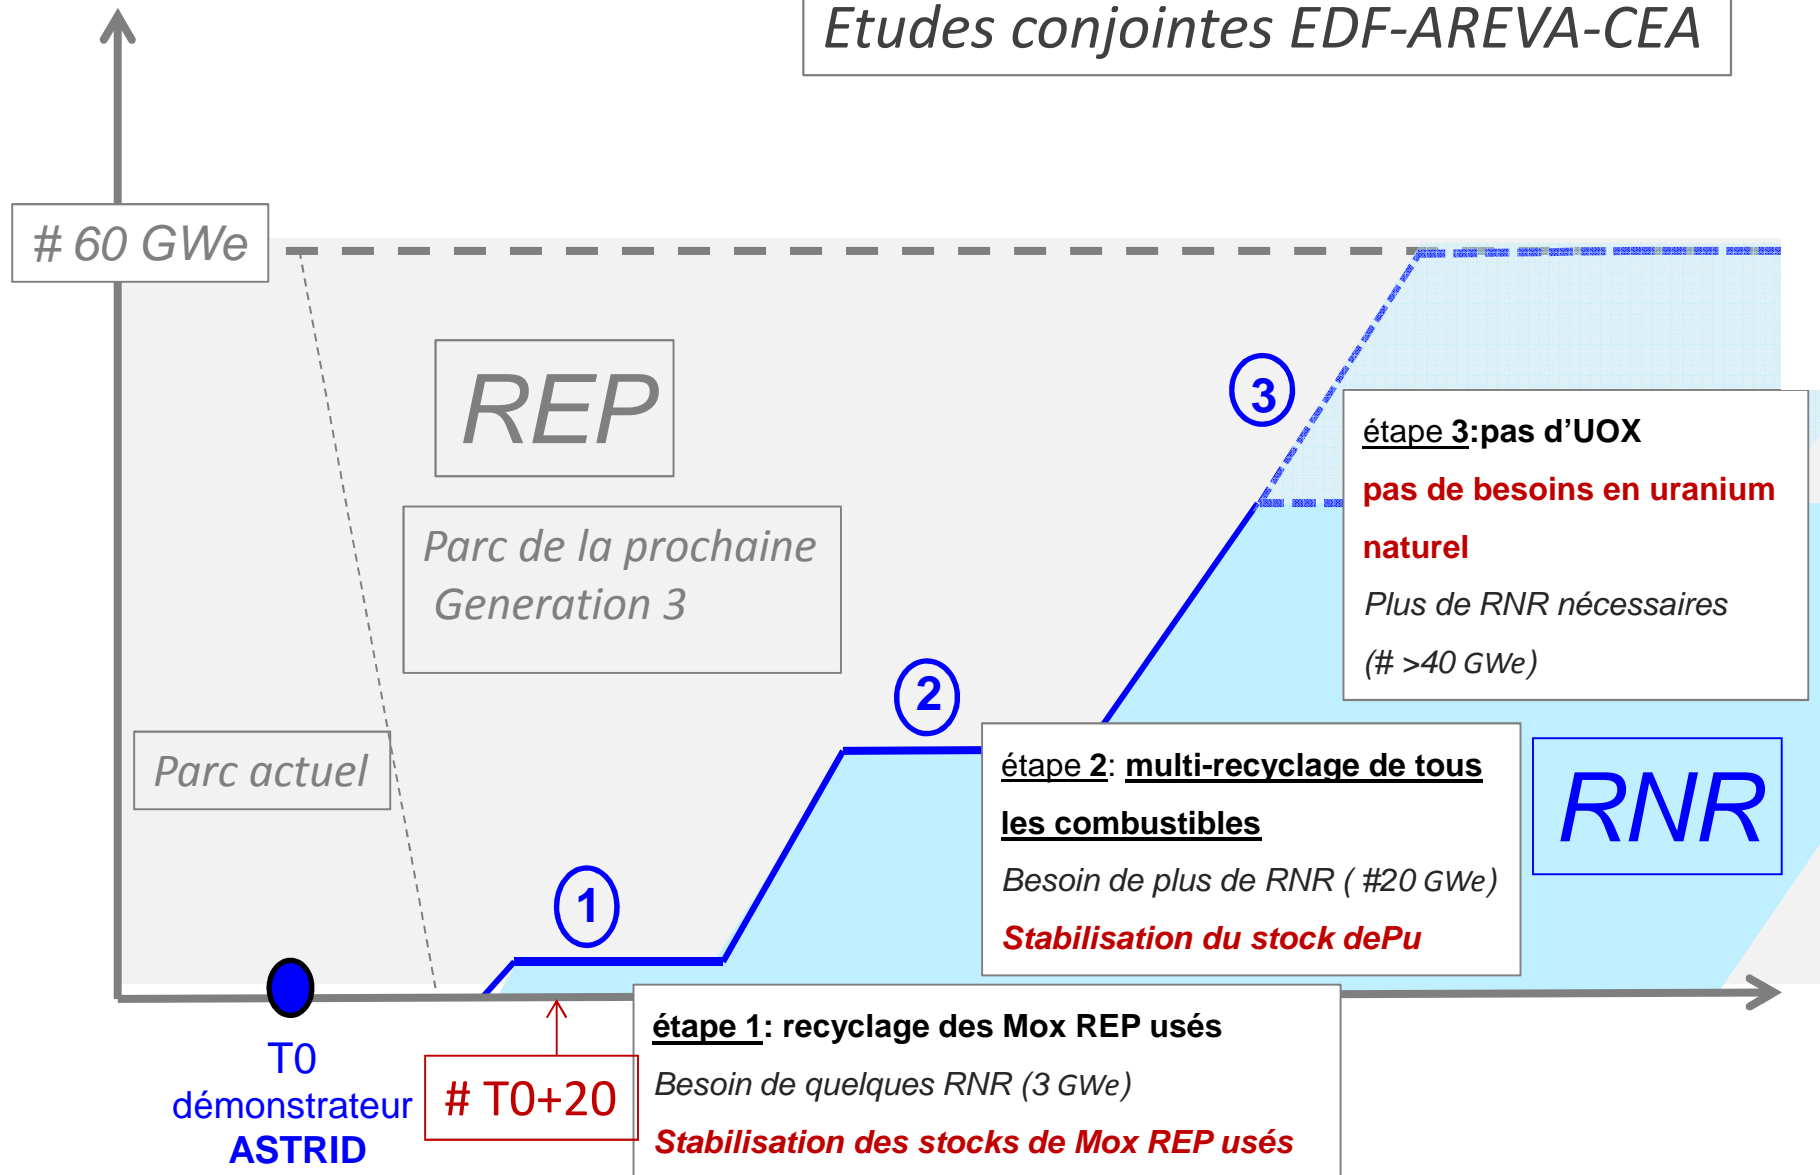 Etudes conjointes EDF-AREVA-CEA
# 60 GWe
REP
Parc de la prochaine
Generation 3
Parc actuel
3
étape 3:pas d’UOX
pas de besoins en uranium
naturel
Plus de RNR nécessaires
(# >40 GWe)
2
étape 2: multi-recyclage de tous
les combustibles
Besoin de plus de RNR ( #20 GWe)
Stabilisation du stock dePu
RNR
1
T0
démonstrateur
ASTRID
# T0+20
étape 1: recyclage des Mox REP usés
Besoin de quelques RNR (3 GWe)
Stabilisation des stocks de Mox REP usés